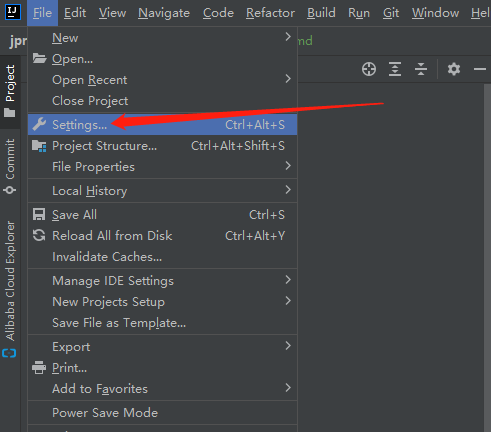 IJ File Edit View Navigate Code Refactor Build Run Git Window Hel
jpr
md
New
Open...
Open Recent
Close Project
Settings... Ctrl+Alt+S
Project Structure... Ctrl+Alt+Shift+S
File Properties
Local History
Save All Ctrl+S
Reload All from Disk Ctrl+Alt+Y
Invalidate Caches...
Manage IDE Settings
New Projects Setup
Save File as Template...
Export
Print...
Add to Favorites
Power Save Mode
Project
Commit
Alibaba Cloud Explorer